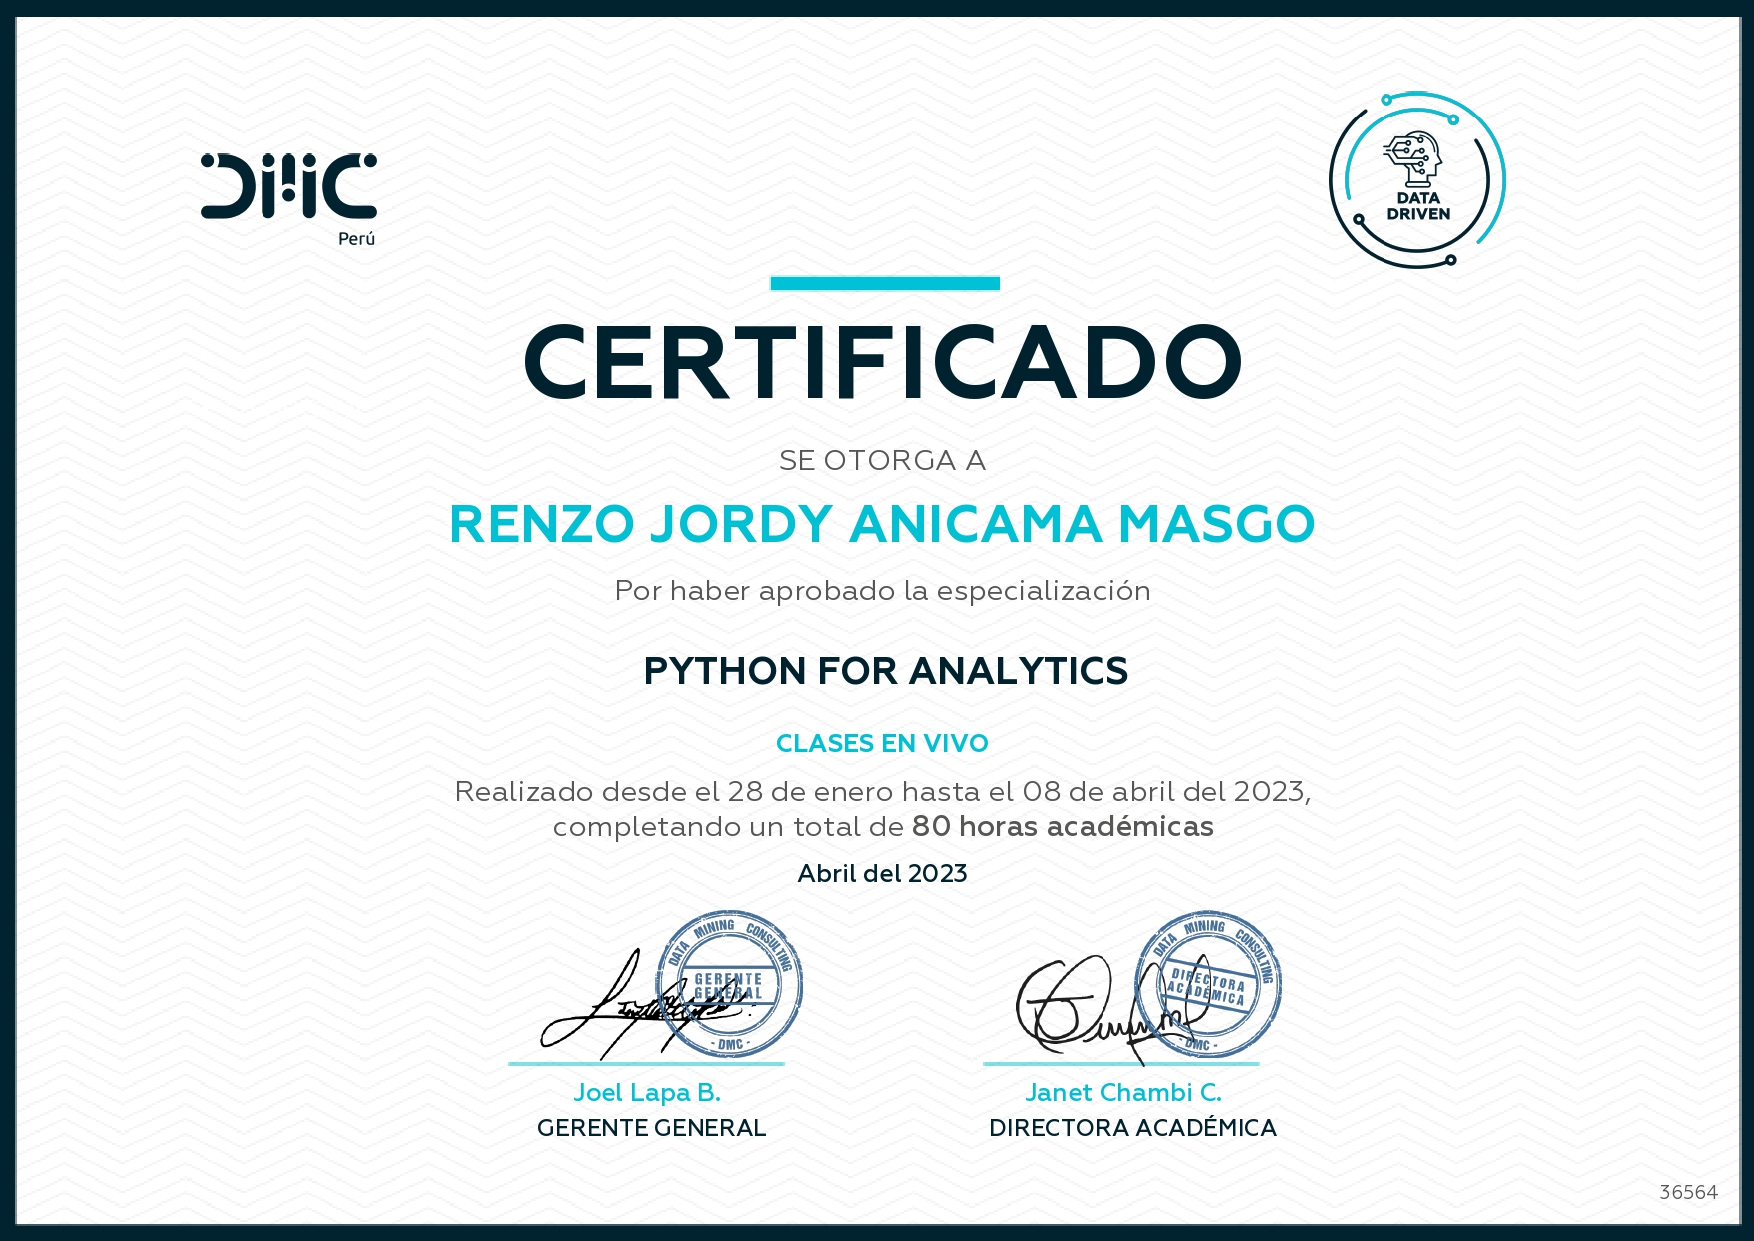 DMC
Perú
DATA
DRIVEN
CERTIFICADO
SE OTORGA A
RENZO JORDY ANICAMA MASGO
Por haber aprobado la especialización
PYTHON FOR ANALYTICS
CLASES EN VIVO
Realizado desde el 28 de enero hasta el 08 de abril del 2023,
completando un total de 80 horas académicas
Abril del 2023
DATA MINING CONSULTING
GERENTE
GENERAL
- DMC -
DATA MINING CONSULTING
DIRECTORA
ACADÉMICA
- DMC -
Joel Lapa B.
GERENTE GENERAL
Janet Chambi C.
DIRECTORA ACADÉMICA
36564